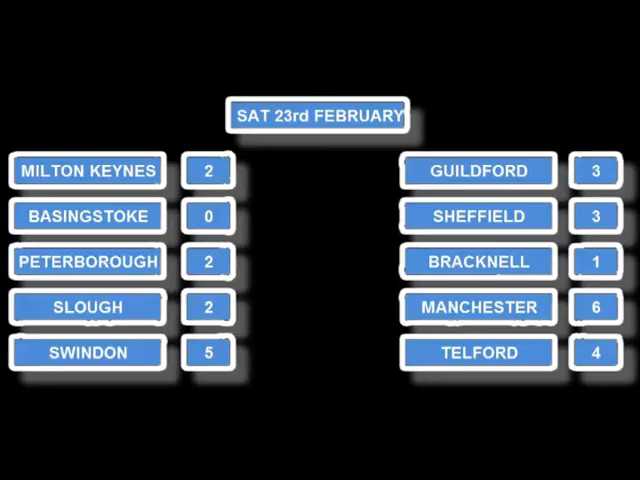 SAT 23rd FEBRUARY
MILTON KEYNES 2 GUILDFORD 3
BASINGSTOKE 0 SHEFFIELD 3
PETERBOROUGH 2 BRACKNELL 1
SLOUGH 2 MANCHESTER 6
SWINDON 5 TELFORD 4